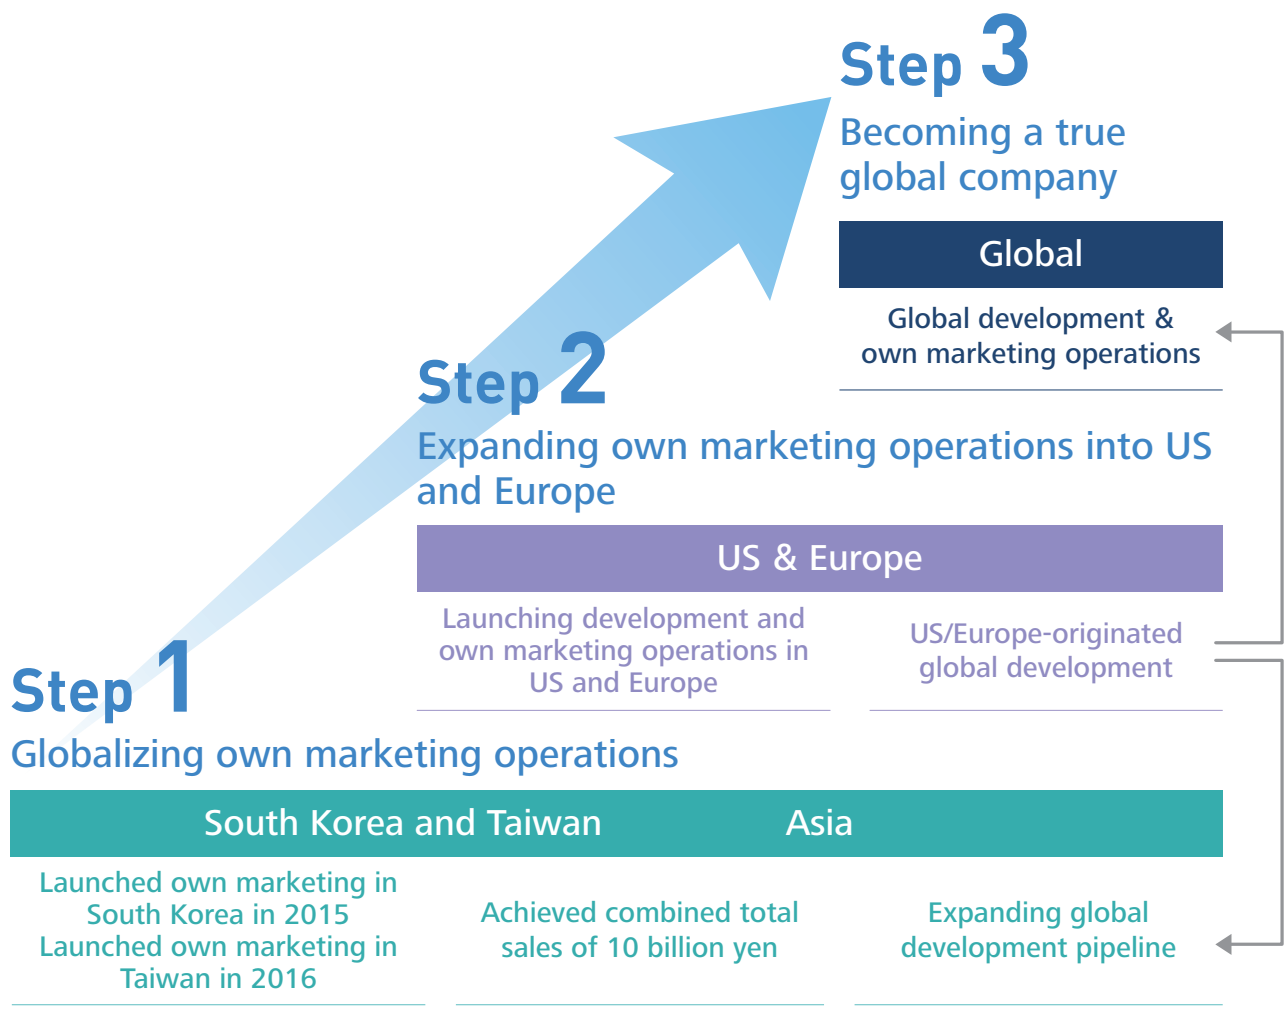 Step 3
Becoming a true
global company
Global
Global development &
own marketing operations
Step 2
Expanding own marketing operations into US
and Europe
US & Europe
Launching development and
own marketing operations in
US and Europe
US/Europe-originated
global development
Step 1
Globalizing own marketing operations
South Korea and Taiwan
Asia
Launched own marketing in
South Korea in 2015
Launched own marketing in
Taiwan in 2016
Achieved combined total
sales of 10 billion yen
Expanding global
development pipeline